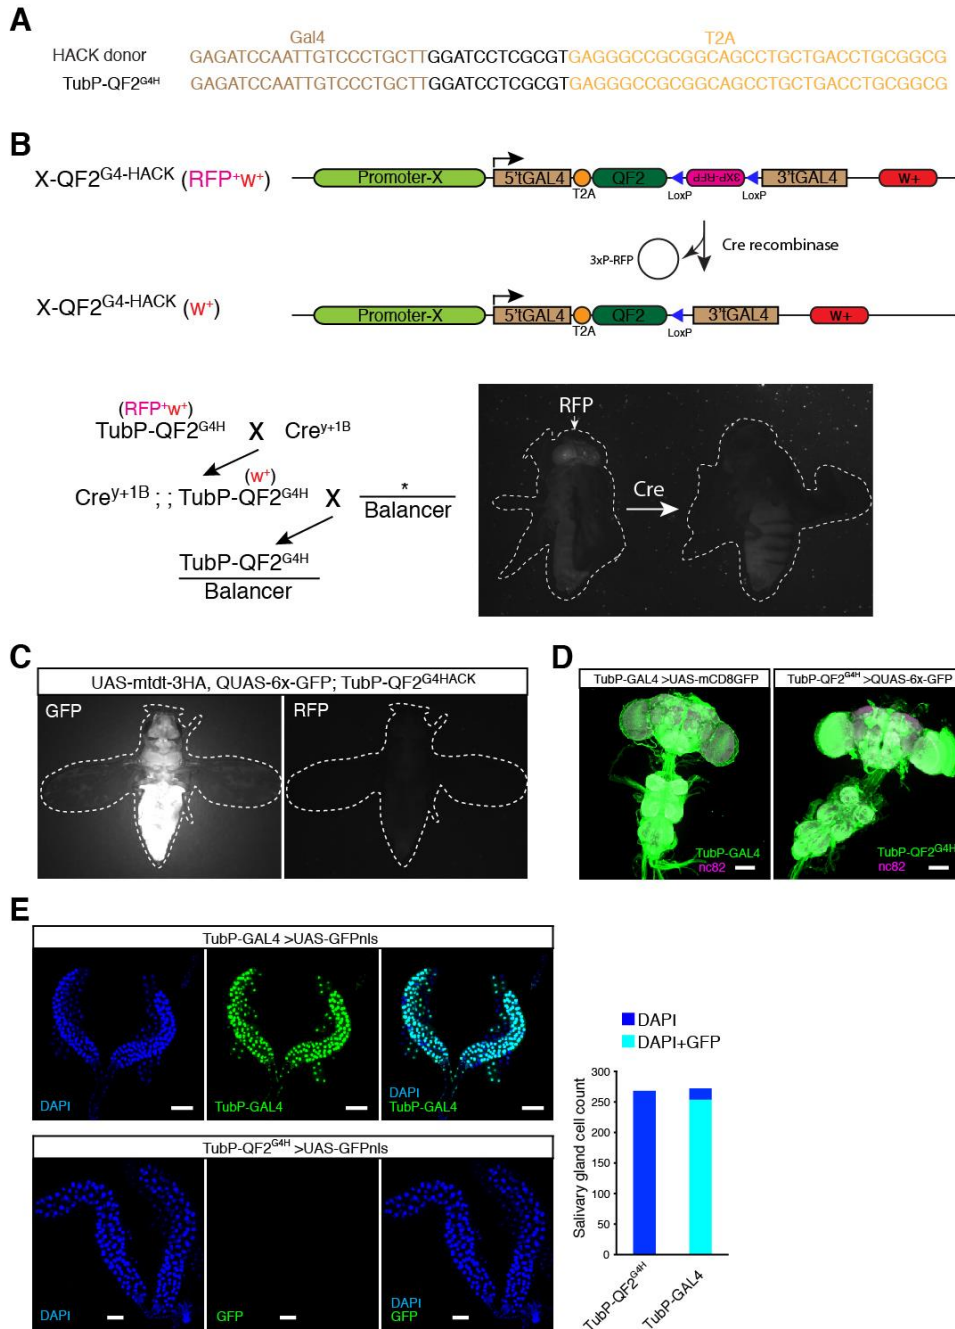 A
Gal4 T2A
HACK donor GAGATCCAATTGTCCCTGCTTGGATCCTCGCGTGAGGGCCGCGGCAGCCTGCTGACCTGCGGCG
TubP-QF2G4H GAGATCCAATTGTCCCTGCTTGGATCCTCGCGTGAGGGCCGCGGCAGCCTGCTGACCTGCGGCG
B
X-QF2G4-HACK (RFP+w+) Promoter-X 5'tGAL4 QF2 3xP-RFP 3'tGAL4 W+
T2A LoxP LoxP
3xP-RFP Cre recombinase
X-QF2G4-HACK (w+) Promoter-X 5'tGAL4 QF2 3'tGAL4 W+
T2A LoxP
(RFP+w+)
TubP-QF2G4H X Crey+1B
(w+)
Crey+1B ; ; TubP-QF2G4H X *
Balancer
TubP-QF2G4H
Balancer
RFP
Cre
C
UAS-mtdt-3HA, QUAS-6x-GFP; TubP-QF2G4HACK
GFP RFP
D
TubP-GAL4 >UAS-mCD8GFP TubP-QF2G4H >QUAS-6x-GFP
TubP-GAL4 TubP-QF2G4H
nc82 nc82
E
TubP-GAL4 >UAS-GFPnls
DAPI TubP-GAL4 DAPI
TubP-GAL4
TubP-QF2G4H >UAS-GFPnls
DAPI GFP DAPI
GFP
DAPI
DAPI+GFP
Salivary gland cell count
300
250
200
150
100
50
0
TubP-QF2G4H
TubP-GAL4